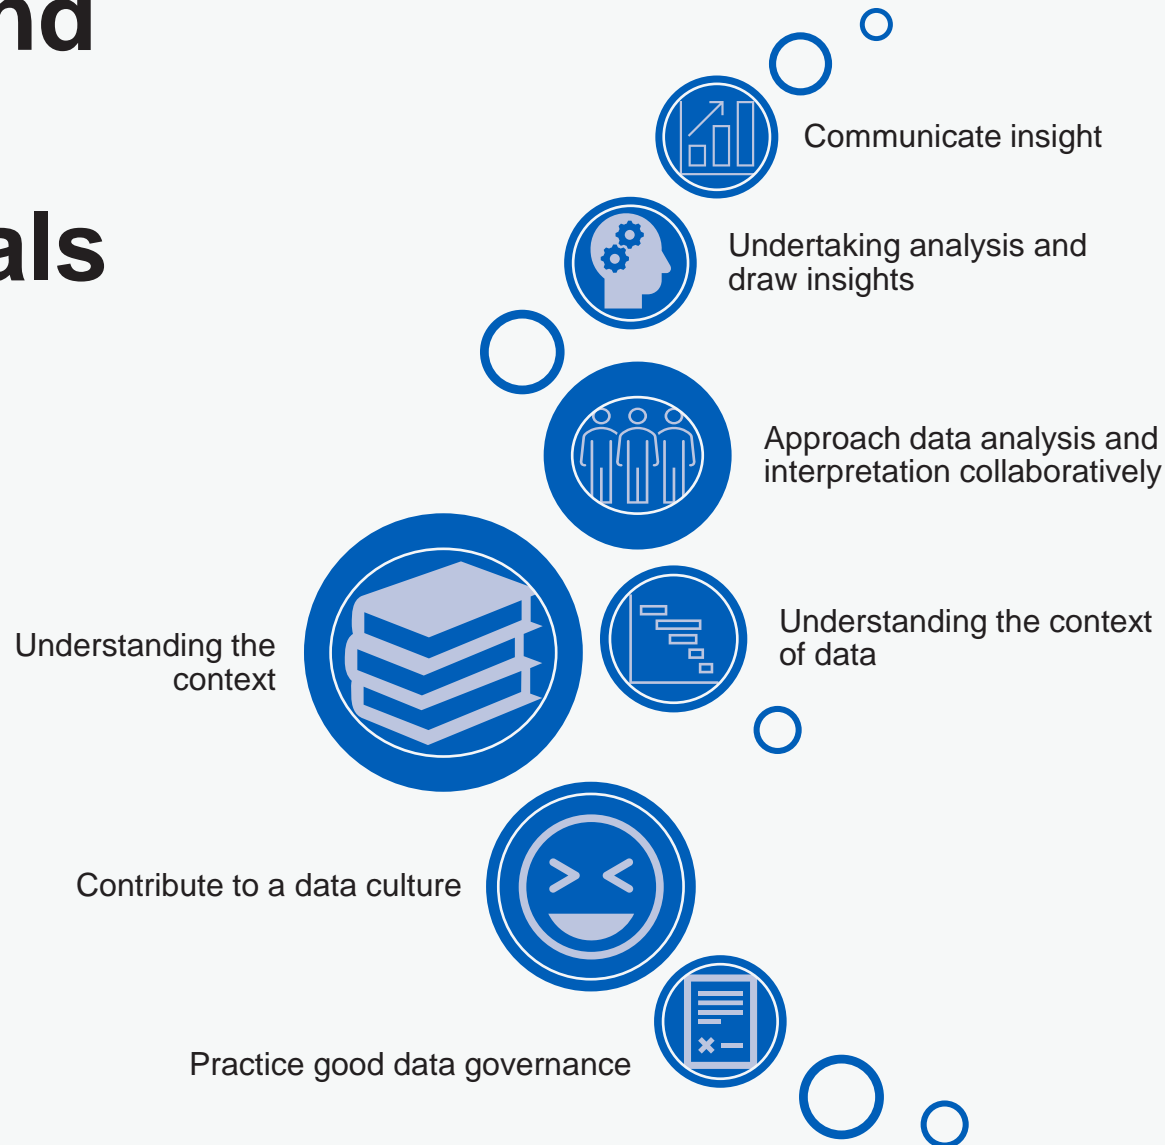 nd
als
Communicate insight
Undertaking analysis and
draw insights
Approach data analysis and
interpretation collaboratively
Understanding the
context
Understanding the context
of data
Contribute to a data culture
Practice good data governance